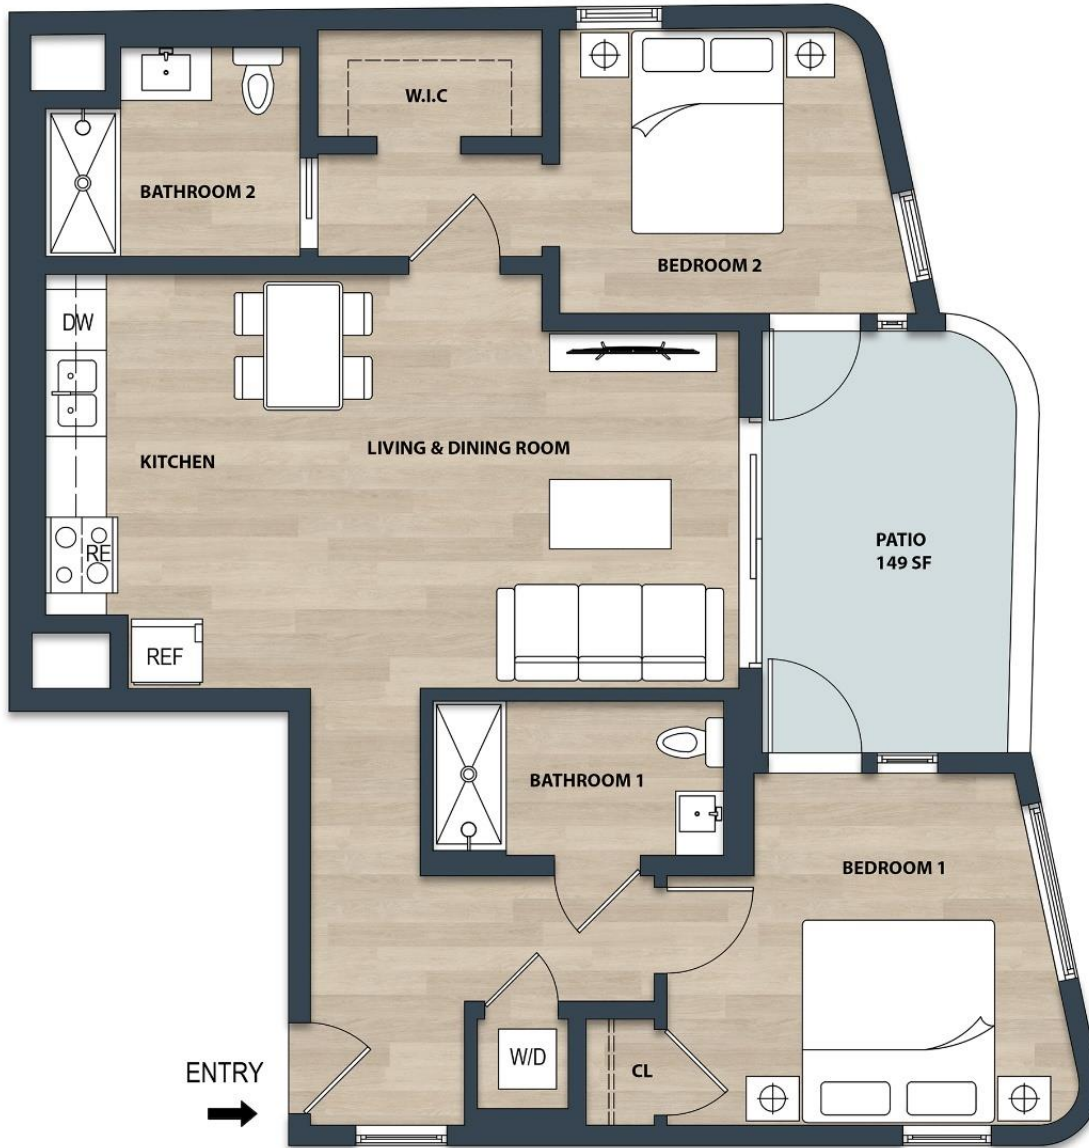 W.I.C
BATHROOM 2
BEDROOM 2
DW
KITCHEN
LIVING & DINING ROOM
RE
PATIO
149 SF
REF
BATHROOM 1
BEDROOM 1
ENTRY
W/D
CL